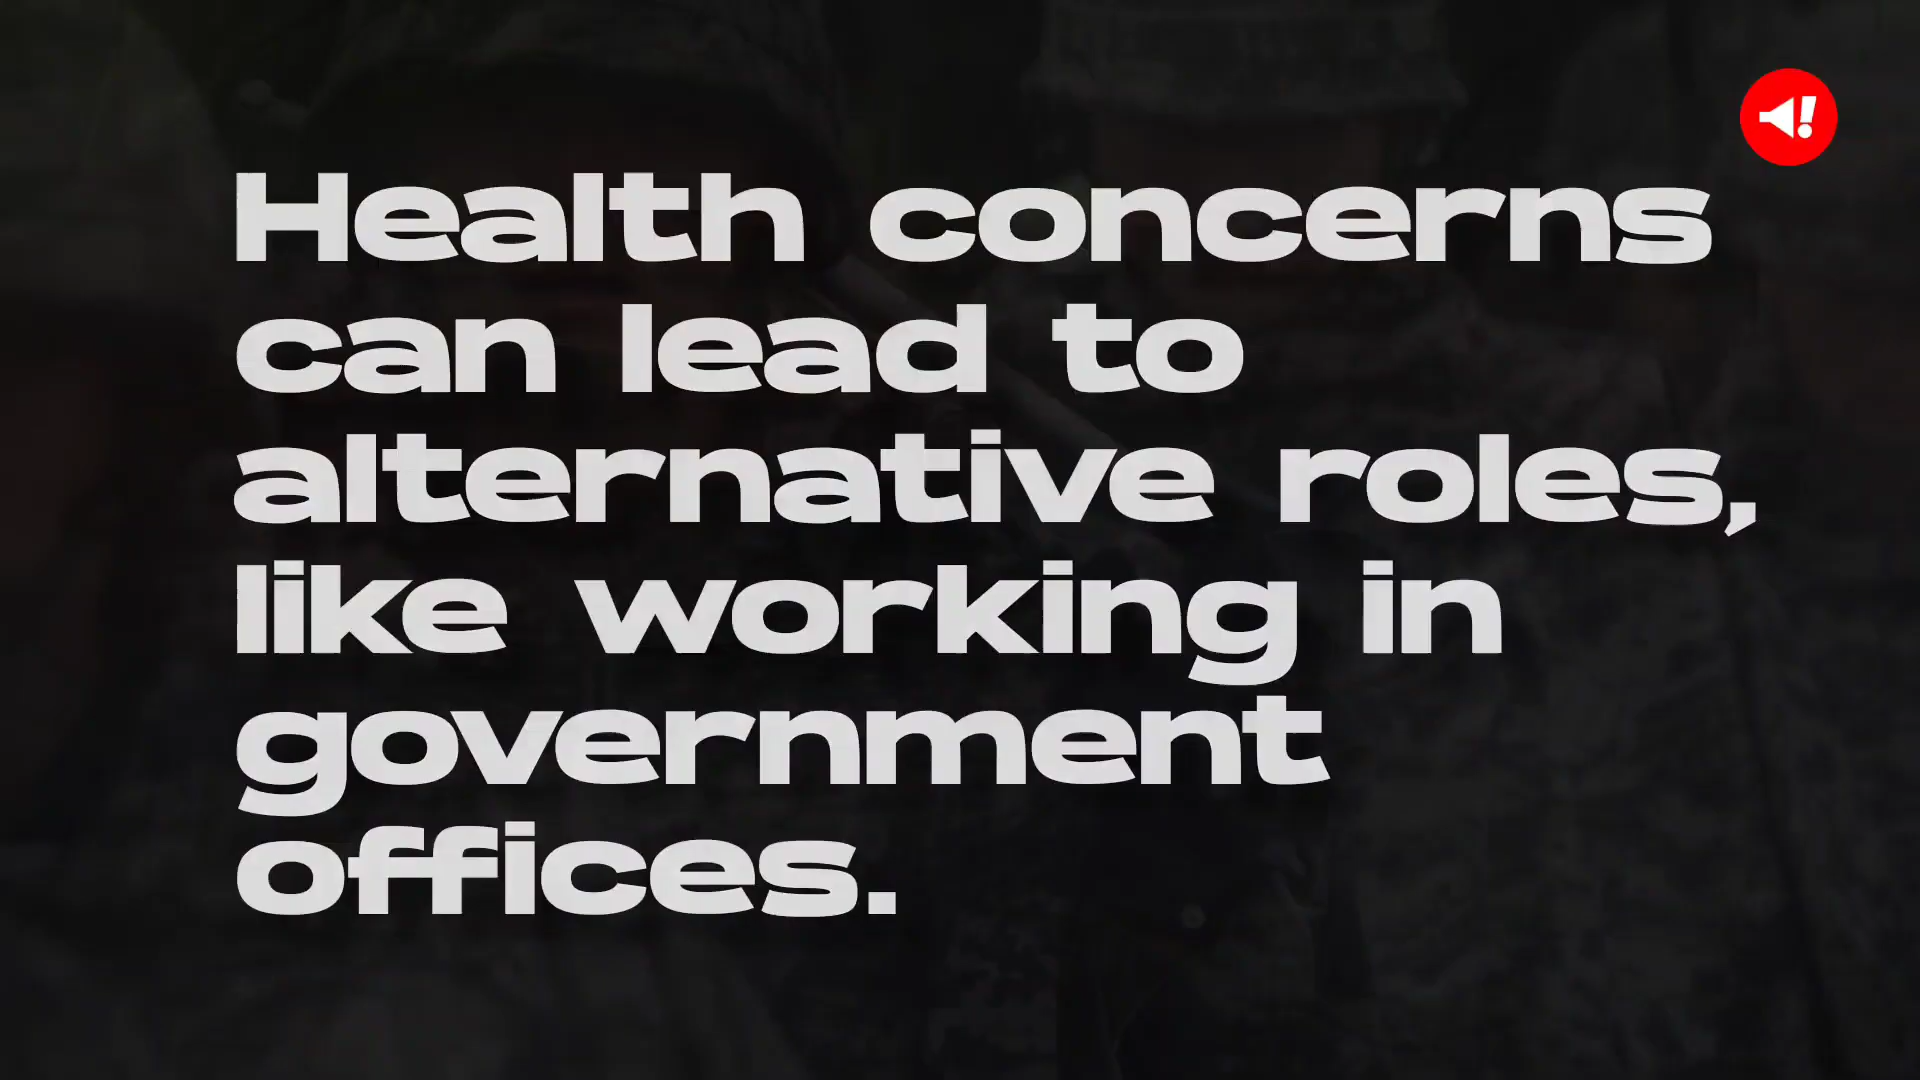 Health concerns
can lead to
alternative roles,
like working in
government
offices.